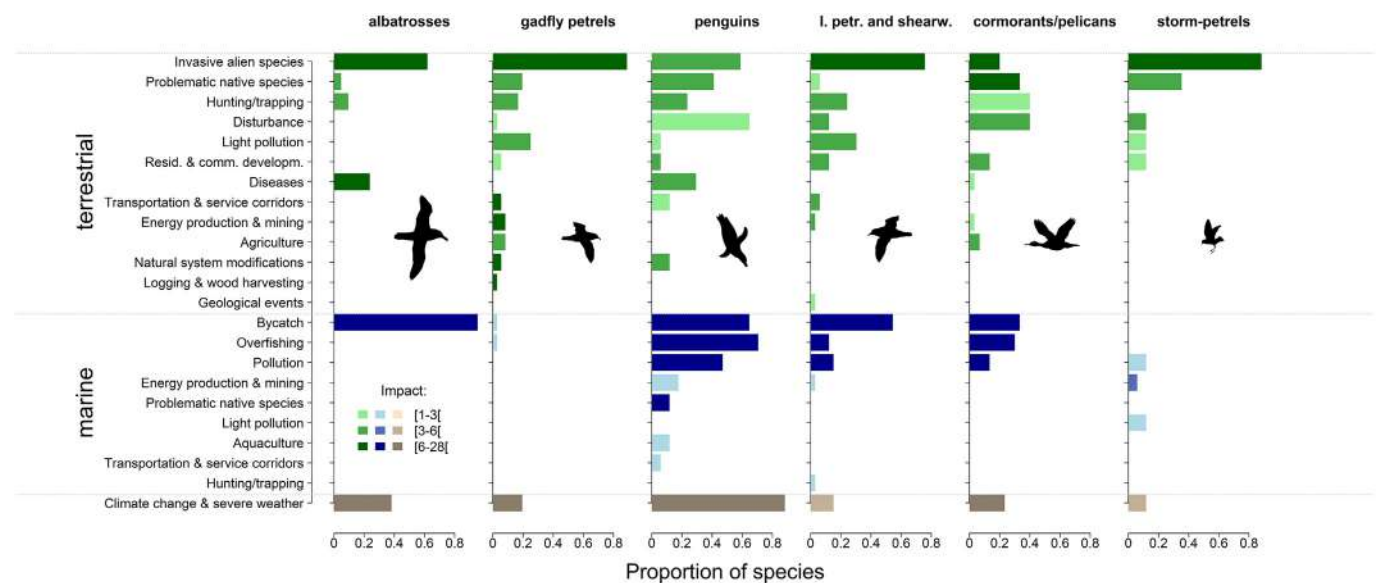 albatrosses gadfly petrels penguins l. petr. and shearw. cormorants/pelicans storm-petrels
terrestrial
Invasive alien species
Problematic native species
Hunting/trapping
Disturbance
Light pollution
Resid. & comm. developm.
Diseases
Transportation & service corridors
Energy production & mining
Agriculture
Natural system modifications
Logging & wood harvesting
Geological events
marine
Bycatch
Overfishing
Pollution
Energy production & mining
Problematic native species
Light pollution
Aquaculture
Transportation & service corridors
Hunting/trapping
Climate change & severe weather
Impact:
[1-3[
[3-6[
[6-28[
0 0.2 0.4 0.6 0.8 0 0.2 0.4 0.6 0.8 0 0.2 0.4 0.6 0.8 0 0.2 0.4 0.6 0.8 0 0.2 0.4 0.6 0.8 0 0.2 0.4 0.6 0.8
Proportion of species